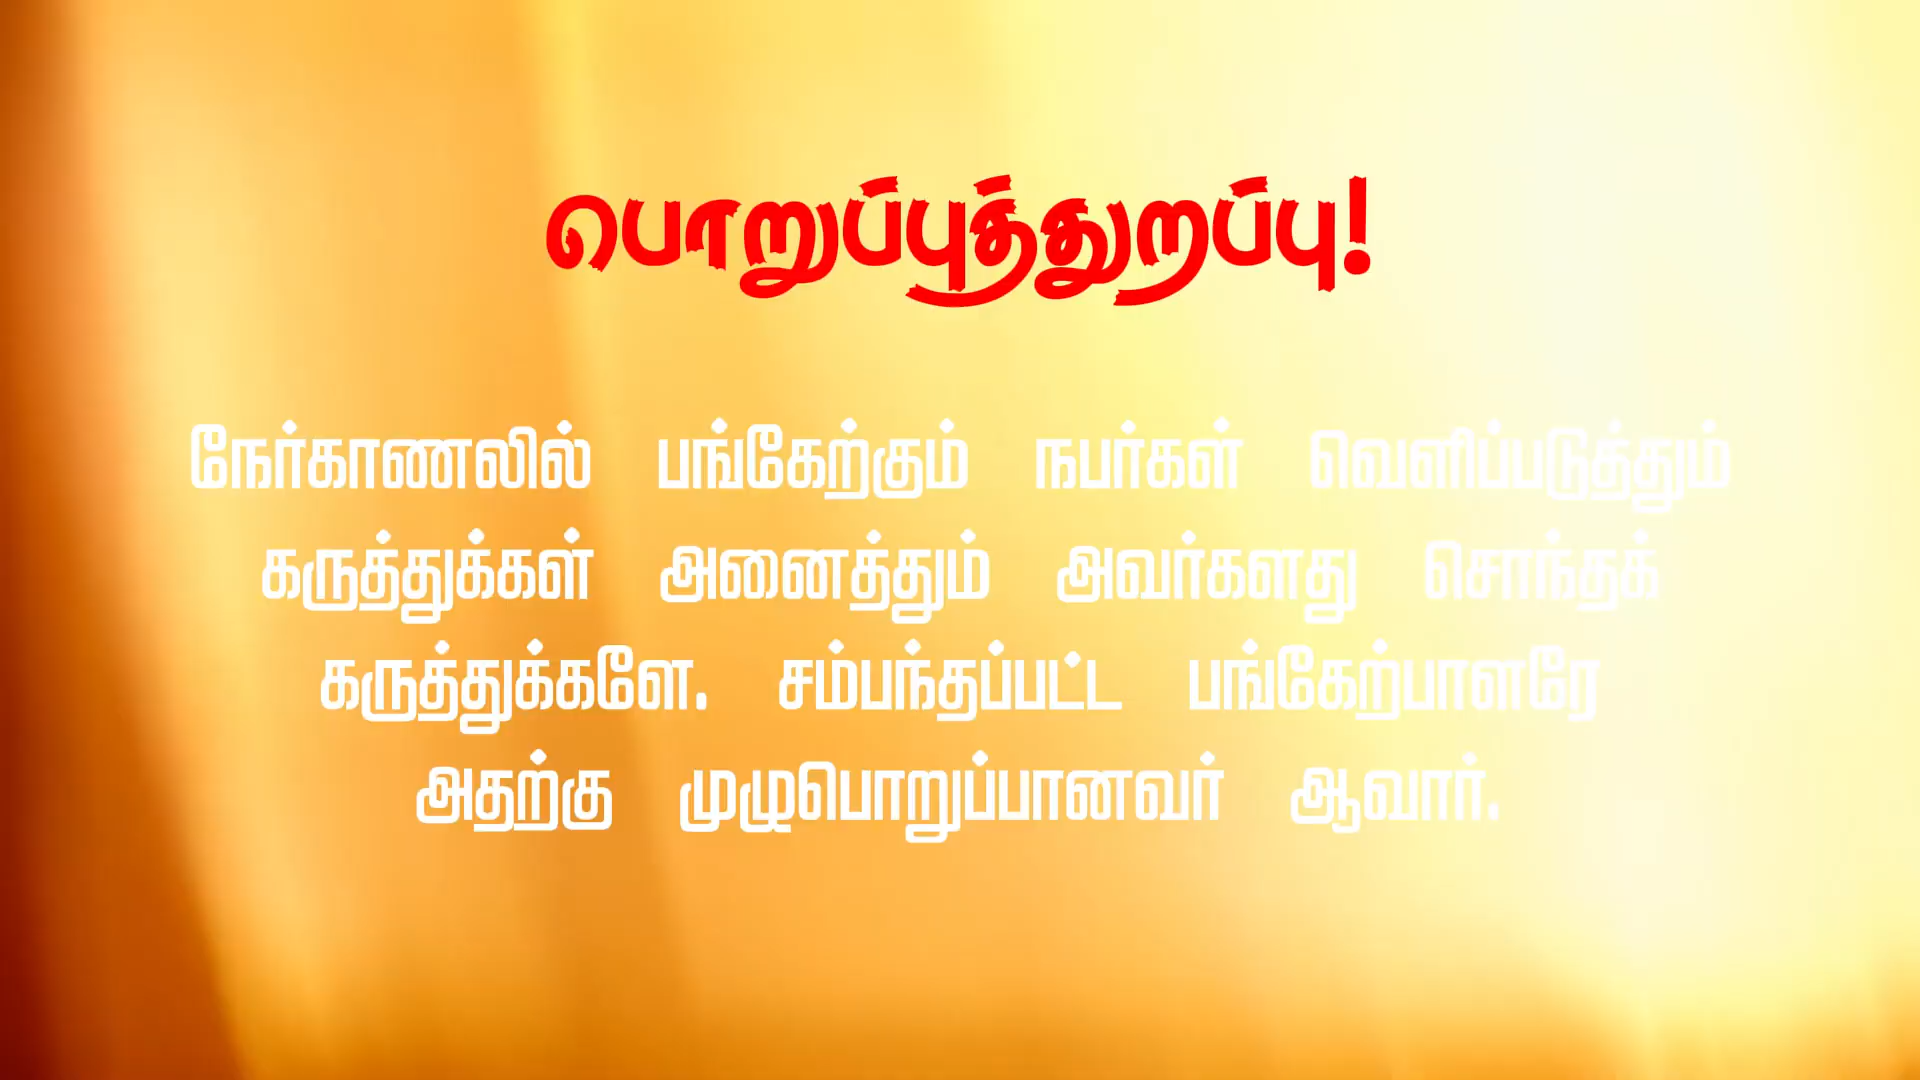 பொறுப்புத்துறப்பு!
நேர்காணலில் பங்கேற்கும் நபர்கள் வெளிப்படுத்தும்
கருத்துக்கள் அனைத்தும் அவர்களது சொந்தக்
கருத்துக்களே. சம்பந்தப்பட்ட பங்கேற்பாளரே
அதற்கு முழுபொறுப்பானவர் ஆவார்.